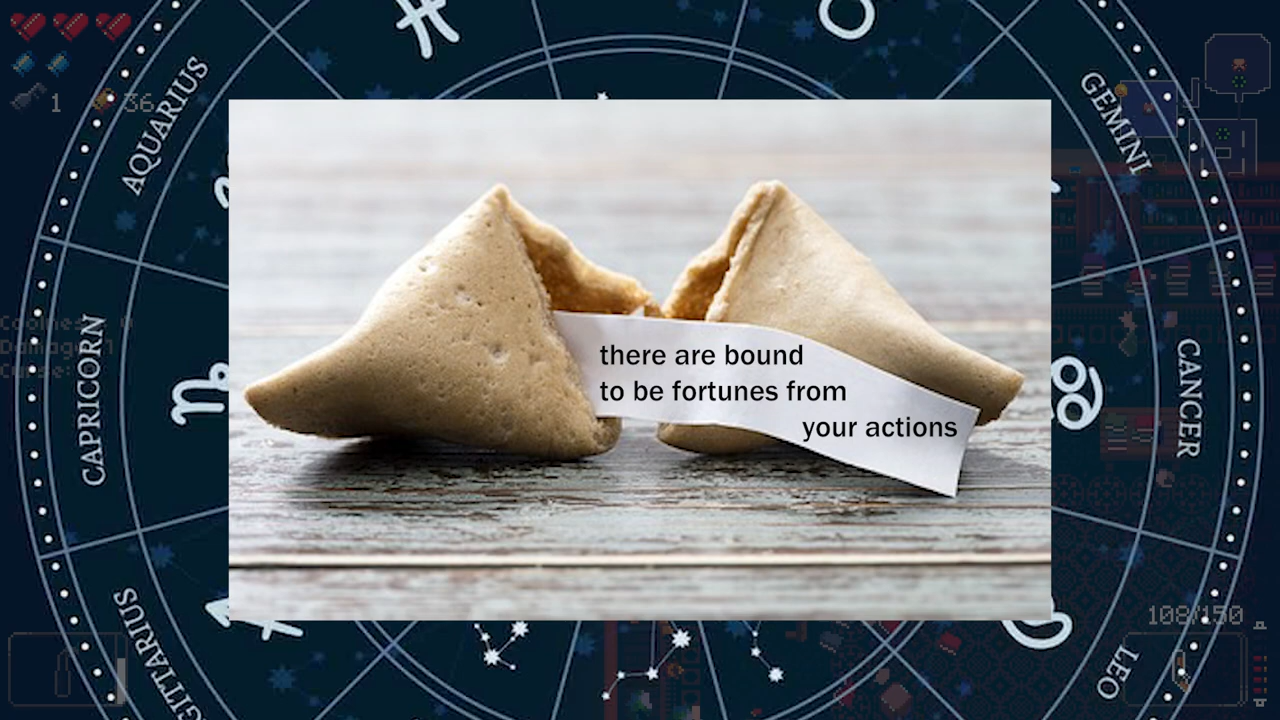 1
36
AQUARIUS
GEMINI
there are bound
to be fortunes from
your actions
CAPRICORN
CANCER
SAGITTARIUS
LEO
108/150